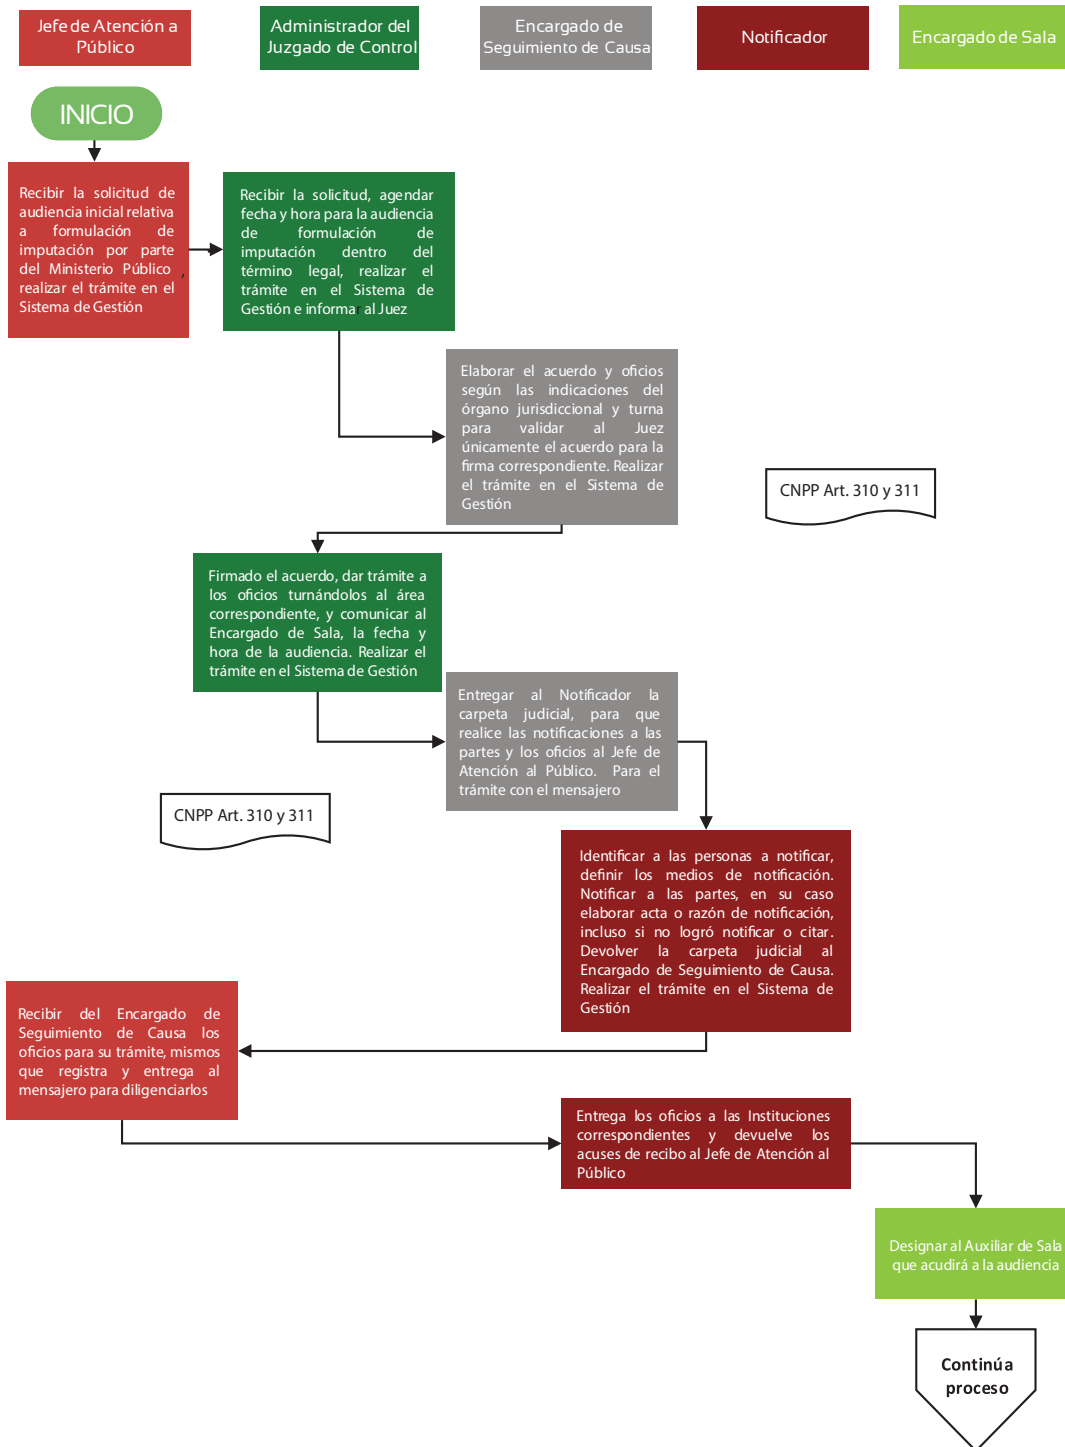 Jefe de Atención a
Público
Administrador del
Juzgado de Control
Encargado de
Seguimiento de Causa
Notificador
Encargado de Sala
INICIO
Recibir la solicitud de
audiencia inicial relativa
a formulación de
imputación por parte
del Ministerio Público ,
realizar el trámite en el
Sistema de Gestión
Recibir la solicitud, agendar
fecha y hora para la audiencia
de formulación de
imputación dentro del
término legal, realizar el
trámite en el Sistema de
Gestión e informar al Juez
Elaborar el acuerdo y oficios
según las indicaciones del
órgano jurisdiccional y turna
para validar al Juez
únicamente el acuerdo para la
firma correspondiente. Realizar
el trámite en el Sistema de
Gestión
CNPP Art. 310 y 311
Firmado el acuerdo, dar trámite a
los oficios turnándolos al área
correspondiente, y comunicar al
Encargado de Sala, la fecha y
hora de la audiencia. Realizar el
trámite en el Sistema de Gestión
Entregar al Notificador la
carpeta judicial, para que
realice las notificaciones a las
partes y los oficios al Jefe de
Atención al Público. Para el
trámite con el mensajero
CNPP Art. 310 y 311
Identificar a las personas a notificar,
definir los medios de notificación.
Notificar a las partes, en su caso
elaborar acta o razón de notificación,
incluso si no logró notificar o citar.
Devolver la carpeta judicial al
Encargado de Seguimiento de Causa.
Realizar el trámite en el Sistema de
Gestión
Recibir del Encargado de
Seguimiento de Causa los
oficios para su trámite, mismos
que registra y entrega al
mensajero para diligenciarlos
Entrega los oficios a las Instituciones
correspondientes y devuelve los
acuses de recibo al Jefe de Atención al
Público
Designar al Auxiliar de Sala
que acudirá a la audiencia
Continúa
proceso